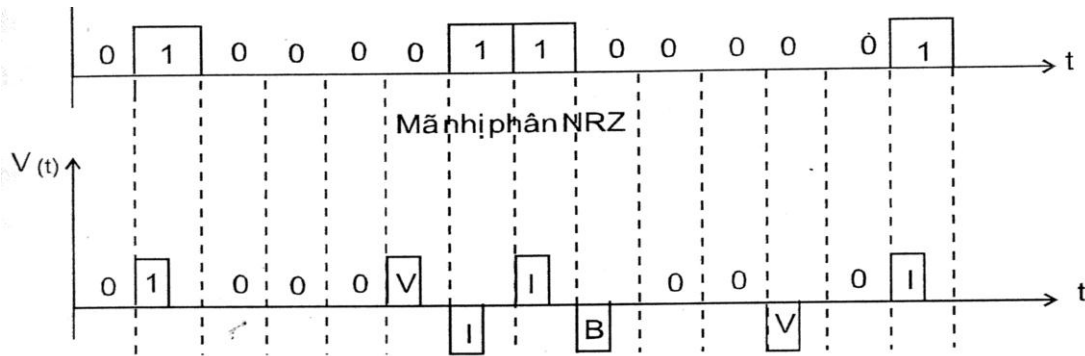 0 1 0 0 0 0 1 1 0 0 0 0 0 1 t
Mã nhị phân NRZ
V (t)
0 1 0 0 0 V I 0 0 0 I t
I B V